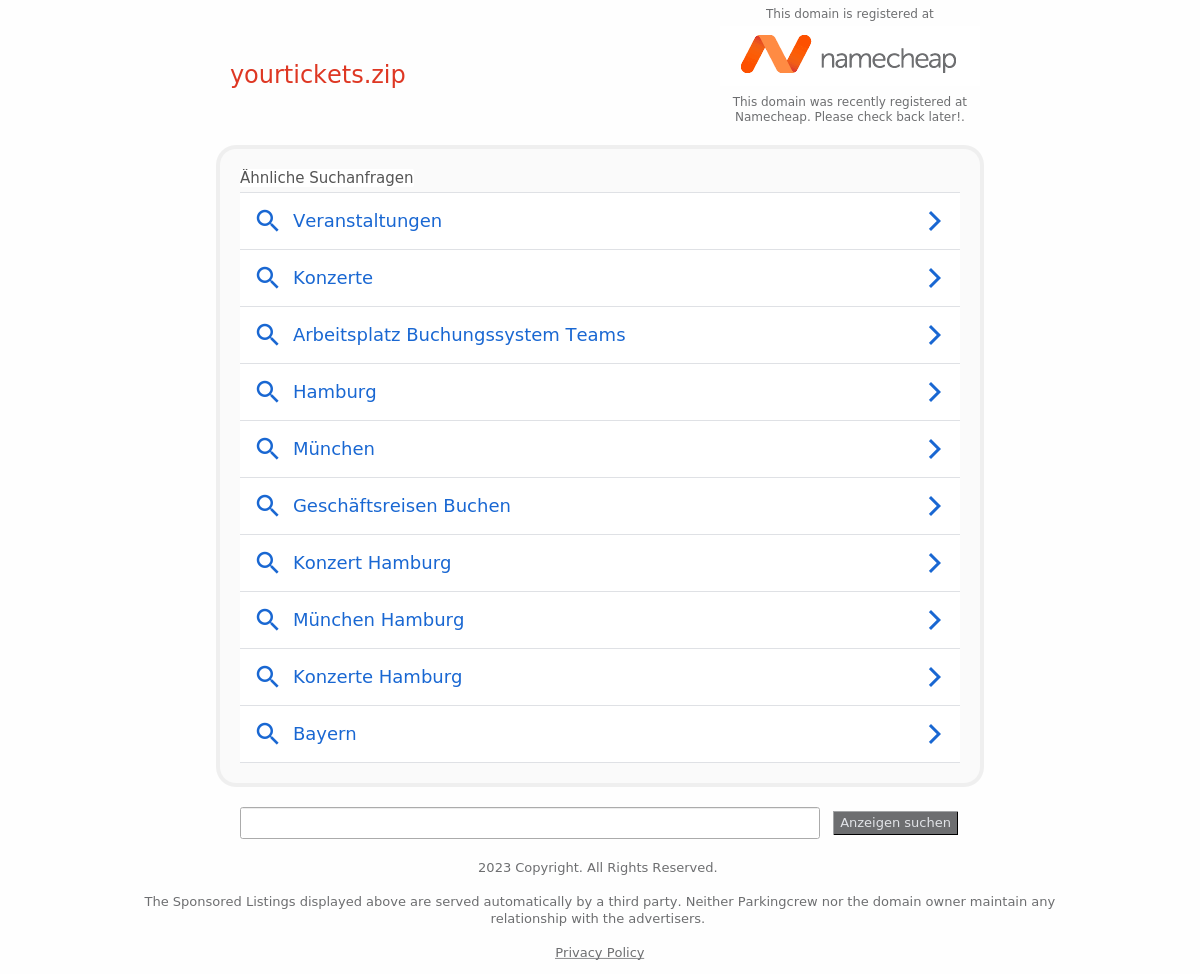 This domain is registered at
namecheap
yourtickets.zip
This domain was recently registered at
Namecheap. Please check back later!.
Ähnliche Suchanfragen
Veranstaltungen
Konzerte
Arbeitsplatz Buchungssystem Teams
Hamburg
München
Geschäftsreisen Buchen
Konzert Hamburg
München Hamburg
Konzerte Hamburg
Bayern
Anzeigen suchen
2023 Copyright. All Rights Reserved.
The Sponsored Listings displayed above are served automatically by a third party. Neither Parkingcrew nor the domain owner maintain any
relationship with the advertisers.
Privacy Policy